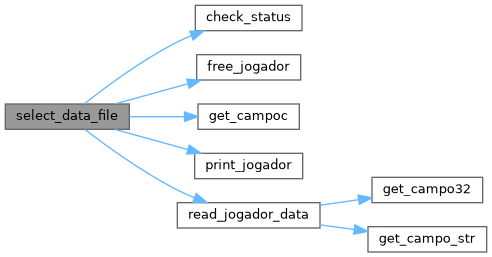 select_data_file
check_status
free_jogador
get_campoc
print_jogador
read_jogador_data
get_campo32
get_campo_str